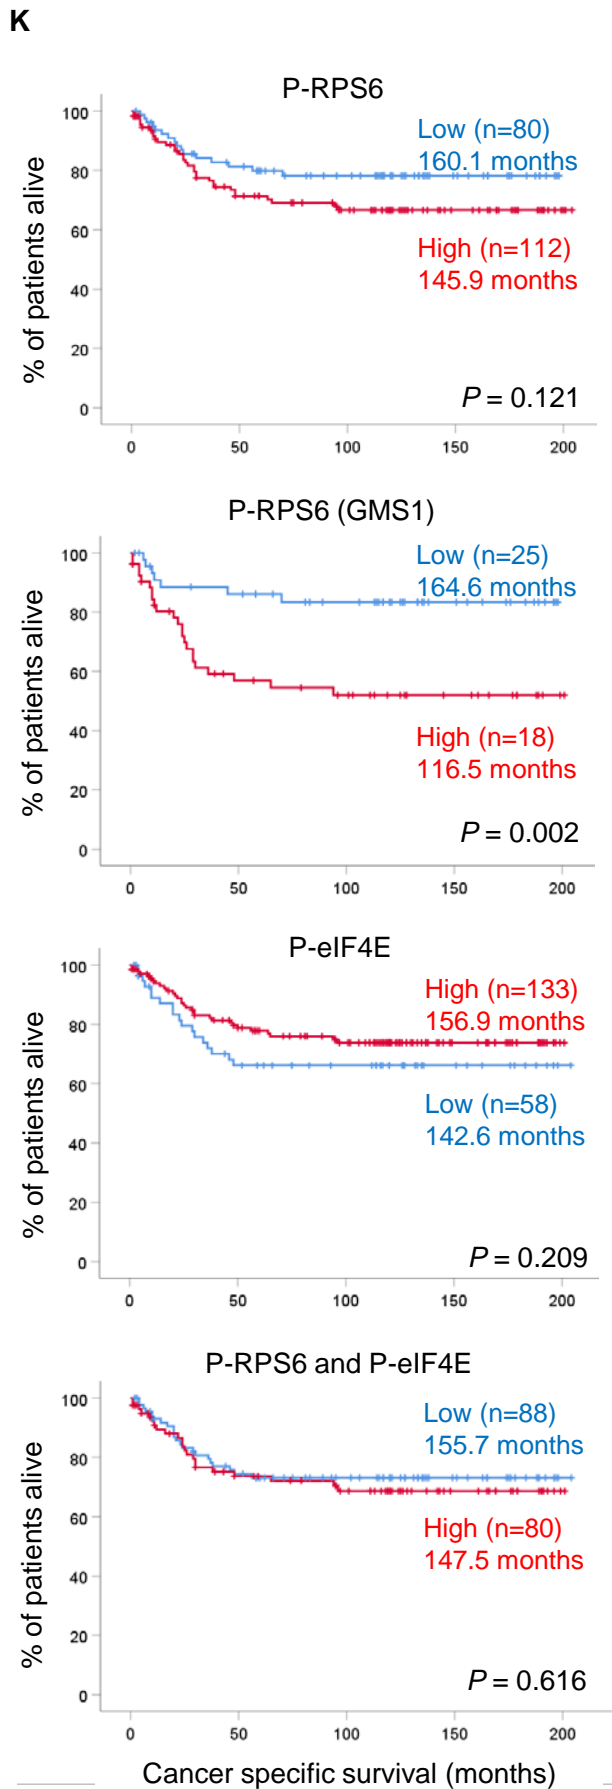 K
P-RPS6
% of patients alive
100
80
60
40
20
0
Low (n=80)
160.1 months
High (n=112)
145.9 months
P = 0.121
0 50 100 150 200
P-RPS6 (GMS1)
% of patients alive
100
80
60
40
20
0
Low (n=25)
164.6 months
High (n=18)
116.5 months
P = 0.002
0 50 100 150 200
P-eIF4E
% of patients alive
100
80
60
40
20
0
High (n=133)
156.9 months
Low (n=58)
142.6 months
P = 0.209
0 50 100 150 200
P-RPS6 and P-eIF4E
% of patients alive
100
80
60
40
20
0
Low (n=88)
155.7 months
High (n=80)
147.5 months
P = 0.616
0 50 100 150 200
Cancer specific survival (months)